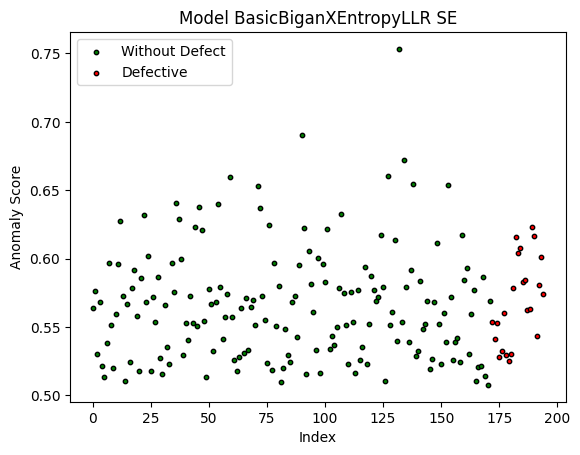 Model BasicBiganXEntropyLLR SE
Without Defect
Defective
0.75
0.70
0.65
0.60
0.55
0.50
Anomaly Score
0 25 50 75 100 125 150 175 200
Index